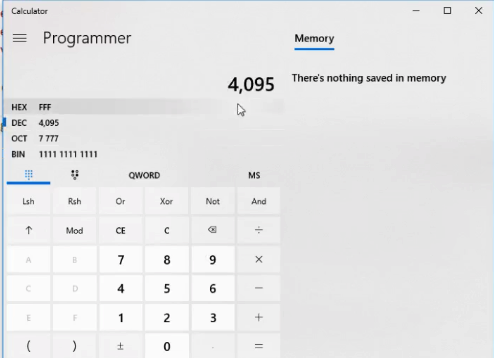 Calculator
Programmer
Memory
4,095
There's nothing saved in memory
HEX FFF
DEC 4,095
OCT 7 777
BIN 1111 1111 1111
QWORD MS
Lsh Rsh Or Xor Not And
↑ Mod CE C ⌫ ÷
A B 7 8 9 ×
C D 4 5 6 −
E F 1 2 3 +
( ) ± 0 . =